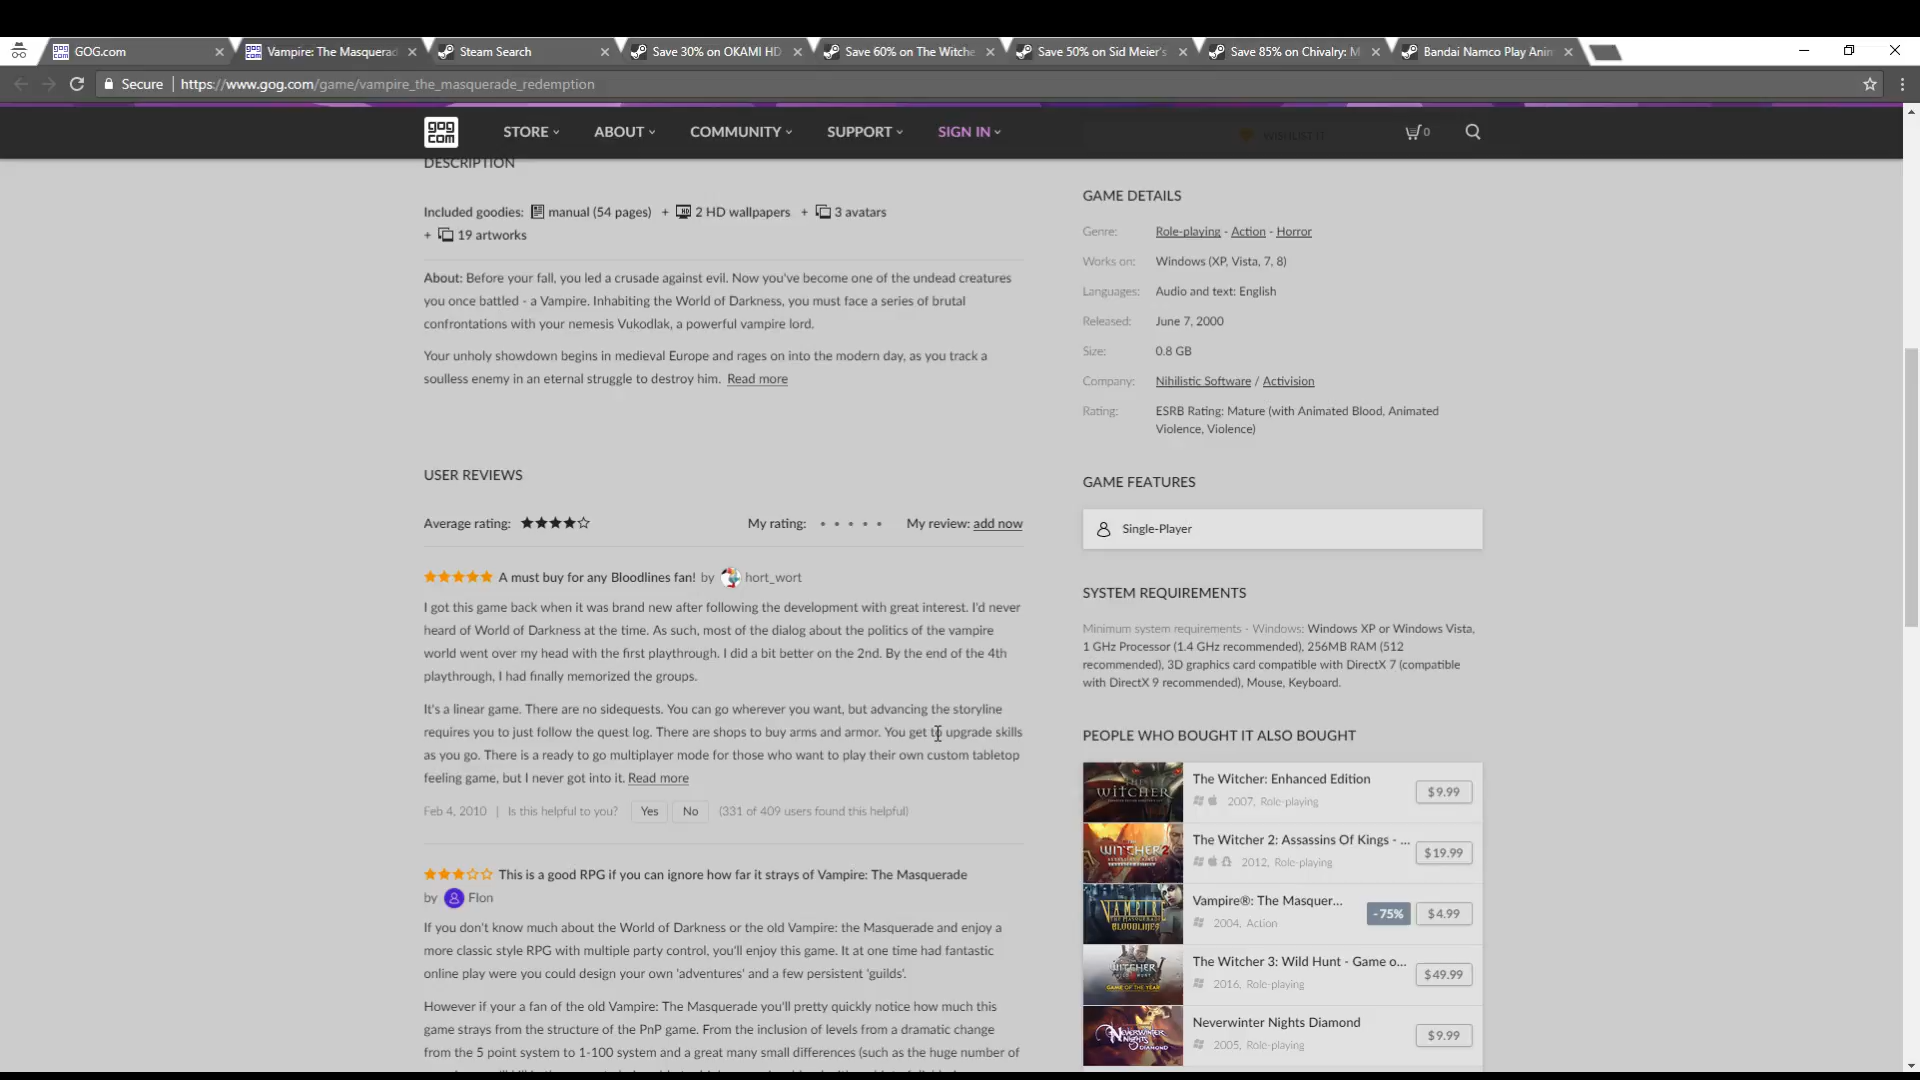 GOG.com
Vampire: The Masquerad
Steam Search
Save 30% on OKAMI HD
Save 60% on The Witche
Save 50% on Sid Meier's
Save 85% on Chivalry: M
Bandai Namco Play Anim
Secure
https://www.gog.com/game/vampire_the_masquerade_redemption
gog com
STORE
ABOUT
COMMUNITY
SUPPORT
SIGN IN
WISHLIST IT
0
DESCRIPTION
Included goodies: manual (54 pages) + 2 HD wallpapers + 3 avatars
+ 19 artworks
About: Before your fall, you led a crusade against evil. Now you've become one of the undead creatures
you once battled - a Vampire. Inhabiting the World of Darkness, you must face a series of brutal
confrontations with your nemesis Vukodlak, a powerful vampire lord.
Your unholy showdown begins in medieval Europe and rages on into the modern day, as you track a
soulless enemy in an eternal struggle to destroy him. Read more
USER REVIEWS
Average rating:
My rating:
My review: add now
A must buy for any Bloodlines fan! by hort_wort
I got this game back when it was brand new after following the development with great interest. I'd never
heard of World of Darkness at the time. As such, most of the dialog about the politics of the vampire
world went over my head with the first playthrough. I did a bit better on the 2nd. By the end of the 4th
playthrough, I had finally memorized the groups.
It's a linear game. There are no sidequests. You can go wherever you want, but advancing the storyline
requires you to just follow the quest log. There are shops to buy arms and armor. You get to upgrade skills
as you go. There is a ready to go multiplayer mode for those who want to play their own custom tabletop
feeling game, but I never got into it. Read more
Feb 4, 2010 | Is this helpful to you? Yes No (331 of 409 users found this helpful)
This is a good RPG if you can ignore how far it strays of Vampire: The Masquerade
by Flon
If you don't know much about the World of Darkness or the old Vampire: the Masquerade and enjoy a
more classic style RPG with multiple party control, you'll enjoy this game. It at one time had fantastic
online play were you could design your own 'adventures' and a few persistent 'guilds'.
However if your a fan of the old Vampire: The Masquerade you'll pretty quickly notice how much this
game strays from the structure of the PnP game. From the inclusion of levels from a dramatic change
from the 5 point system to 1-100 system and a great many small differences (such as the huge number of
GAME DETAILS
Genre: Role-playing - Action - Horror
Works on: Windows (XP, Vista, 7, 8)
Languages: Audio and text: English
Released: June 7, 2000
Size: 0.8 GB
Company: Nihilistic Software / Activision
Rating: ESRB Rating: Mature (with Animated Blood, Animated
Violence, Violence)
GAME FEATURES
Single-Player
SYSTEM REQUIREMENTS
Minimum system requirements - Windows: Windows XP or Windows Vista,
1 GHz Processor (1.4 GHz recommended), 256MB RAM (512
recommended), 3D graphics card compatible with DirectX 7 (compatible
with DirectX 9 recommended), Mouse, Keyboard.
PEOPLE WHO BOUGHT IT ALSO BOUGHT
The Witcher: Enhanced Edition
2007, Role-playing
$9.99
The Witcher 2: Assassins Of Kings - ...
2012, Role-playing
$19.99
Vampire®: The Masquer...
2004, Action
-75%
$4.99
The Witcher 3: Wild Hunt - Game o...
2016, Role-playing
$49.99
Neverwinter Nights Diamond
2005, Role-playing
$9.99